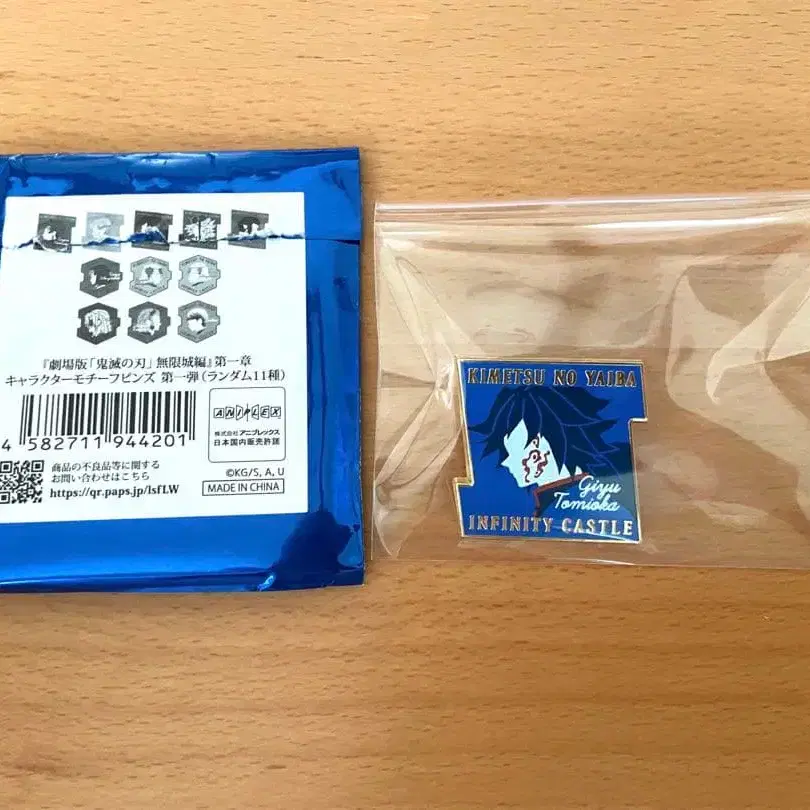 『劇場版「鬼滅の刃」無限城編』第一章
キャラクターモチーフピンズ 第一弾(ランダム11種)
4 582711 944201
ANIPLEX
株式会社アニプレックス
日本国内販売許諾
商品の不良品等に関する
お問い合わせはこちら
https://qr.paps.jp/lsfLW
©KG/S, A, U
MADE IN CHINA
KIMETSU NO YAIBA
Giyu
Tomioka
INFINITY CASTLE